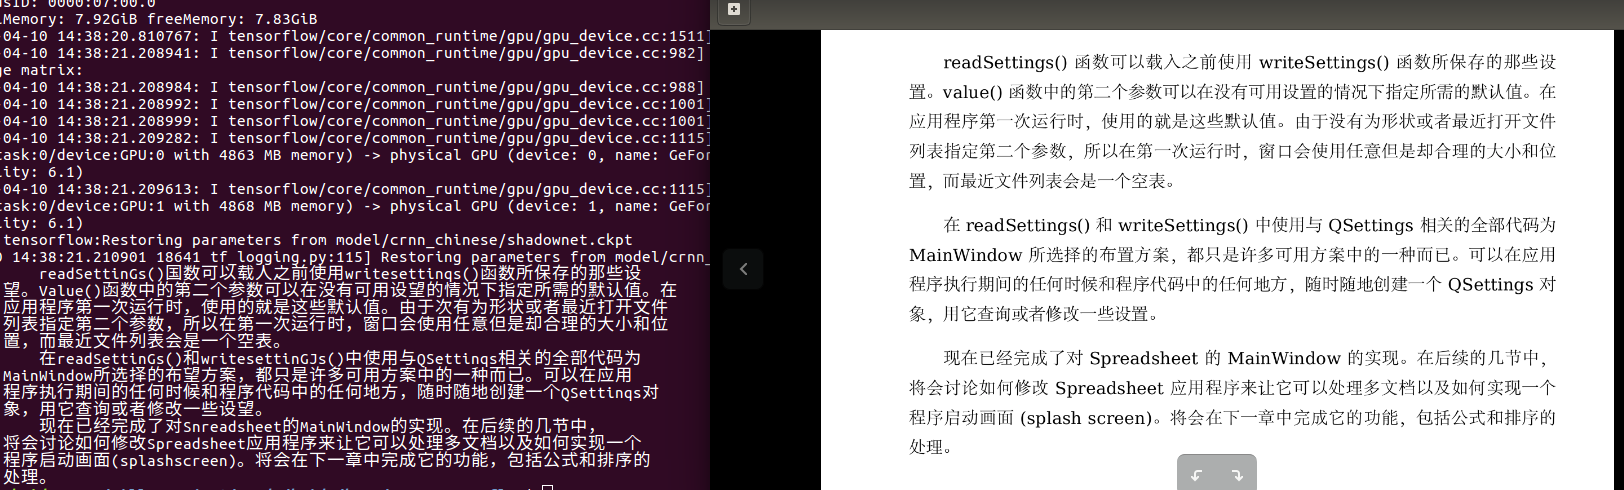 sID: 0000:07:00.0
Memory: 7.92GiB freeMemory: 7.83GiB
04-10 14:38:20.810767: I tensorflow/core/common_runtime/gpu/gpu_device.cc:1511]
04-10 14:38:21.208941: I tensorflow/core/common_runtime/gpu/gpu_device.cc:982]
ge matrix:
04-10 14:38:21.208984: I tensorflow/core/common_runtime/gpu/gpu_device.cc:988]
04-10 14:38:21.208992: I tensorflow/core/common_runtime/gpu/gpu_device.cc:1001]
04-10 14:38:21.208999: I tensorflow/core/common_runtime/gpu/gpu_device.cc:1001]
04-10 14:38:21.209282: I tensorflow/core/common_runtime/gpu/gpu_device.cc:1115]
task:0/device:GPU:0 with 4863 MB memory) -> physical GPU (device: 0, name: GeFor
lity: 6.1)
04-10 14:38:21.209613: I tensorflow/core/common_runtime/gpu/gpu_device.cc:1115]
task:0/device:GPU:1 with 4868 MB memory) -> physical GPU (device: 1, name: GeFor
lity: 6.1)
tensorflow:Restoring parameters from model/crnn_chinese/shadownet.ckpt
14:38:21.210901 18641 tf_logging.py:115] Restoring parameters from model/crnn_
readSettinGs()国数可以载人之前使用writesettinqs()函数所保存的那些设
望。Value()函数中的第二个参数可以在没有可用设望的情况下指定所需的默认值。在
应用程序第一次运行时，使用的就是这些默认值。由于次有为形状或者最近打开文件
列表指定第二个参数，所以在第一次运行时，窗口会使用任意但是却合理的大小和位
置，而最近文件列表会是一个空表。
在readSettinGs()和writesettinGJs()中使用与QSettinqs相关的全部代码为
MainWindow所选择的布望方案，都只是许多可用方案中的一种而已。可以在应用
程序执行期间的任何时候和程序代码中的任何地方，随时随地创建一个QSettinqs对
象，用它查询或者修改一些设望。
现在已经完成了对Snreadsheet的MainWindow的实现。在后续的几节中，
将会讨论如何修改Spreadsheet应用程序来让它可以处理多文档以及如何实现一个
程序启动画面(splashscreen)。将会在下一章中完成它的功能，包括公式和排序的
处理。
readSettings() 函数可以载入之前使用 writeSettings() 函数所保存的那些设
置。value() 函数中的第二个参数可以在没有可用设置的情况下指定所需的默认值。在
应用程序第一次运行时，使用的就是这些默认值。由于没有为形状或者最近打开文件
列表指定第二个参数，所以在第一次运行时，窗口会使用任意但是却合理的大小和位
置，而最近文件列表会是一个空表。
在 readSettings() 和 writeSettings() 中使用与 QSettings 相关的全部代码为
MainWindow 所选择的布置方案，都只是许多可用方案中的一种而已。可以在应用
程序执行期间的任何时候和程序代码中的任何地方，随时随地创建一个 QSettings 对
象，用它查询或者修改一些设置。
现在已经完成了对 Spreadsheet 的 MainWindow 的实现。在后续的几节中，
将会讨论如何修改 Spreadsheet 应用程序来让它可以处理多文档以及如何实现一个
程序启动画面 (splash screen)。将会在下一章中完成它的功能，包括公式和排序的
处理。